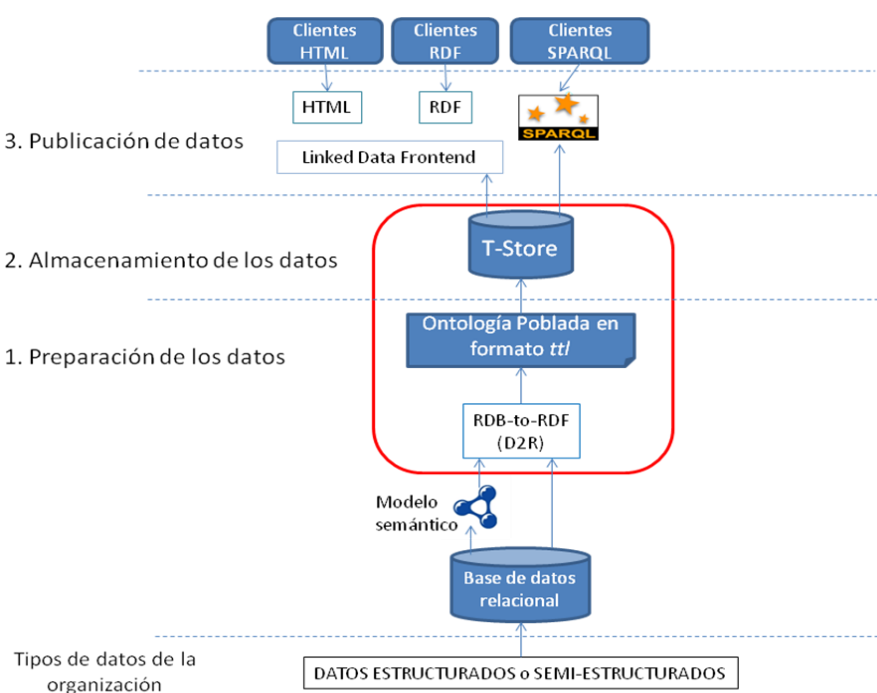 Clientes
HTML
Clientes
RDF
Clientes
SPARQL
HTML
RDF
SPARQL
3. Publicación de datos
Linked Data Frontend
T-Store
2. Almacenamiento de los datos
Ontología Poblada en
formato ttl
1. Preparación de los datos
RDB-to-RDF
(D2R)
Modelo
semántico
Base de datos
relacional
Tipos de datos de la
organización
DATOS ESTRUCTURADOS o SEMI-ESTRUCTURADOS